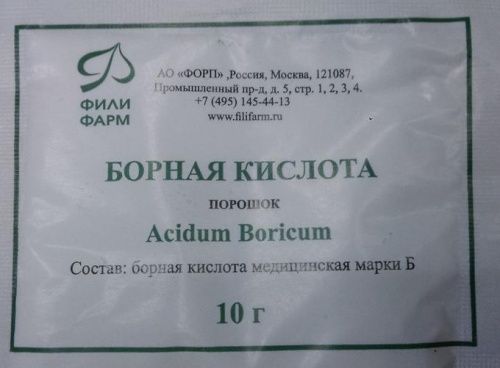 ФИЛИ
ФАРМ
АО «ФОРП» ,Россия, Москва, 121087,
Промышленный пр-д, д. 5, стр. 1, 2, 3, 4.
+7 (495) 145-44-13
www.filifarm.ru
БОРНАЯ КИСЛОТА
ПОРОШОК
Acidum Boricum
Состав: борная кислота медицинская марки Б
10 г